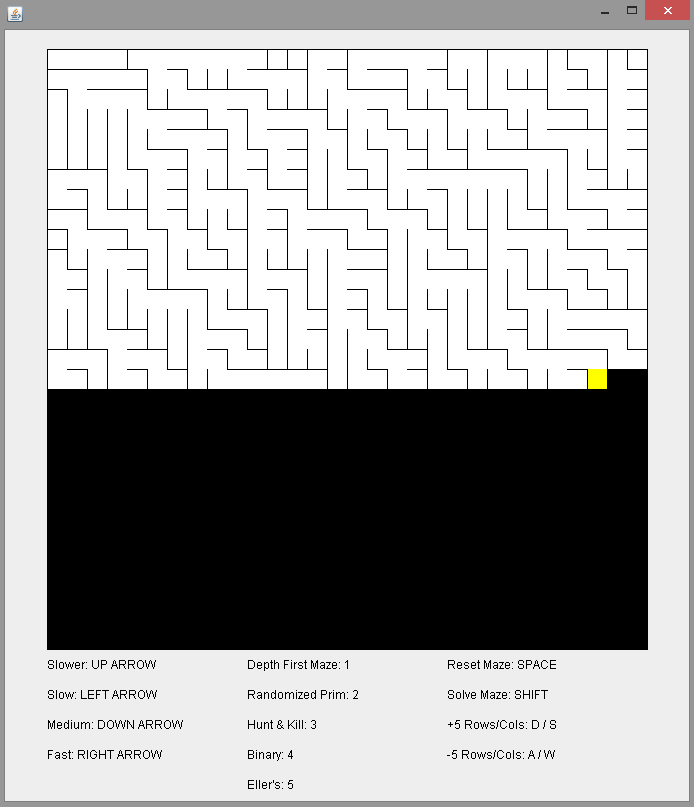 Slower: UP ARROW Depth First Maze: 1 Reset Maze: SPACE
Slow: LEFT ARROW Randomized Prim: 2 Solve Maze: SHIFT
Medium: DOWN ARROW Hunt & Kill: 3 +5 Rows/Cols: D / S
Fast: RIGHT ARROW Binary: 4 -5 Rows/Cols: A / W
Eller's: 5